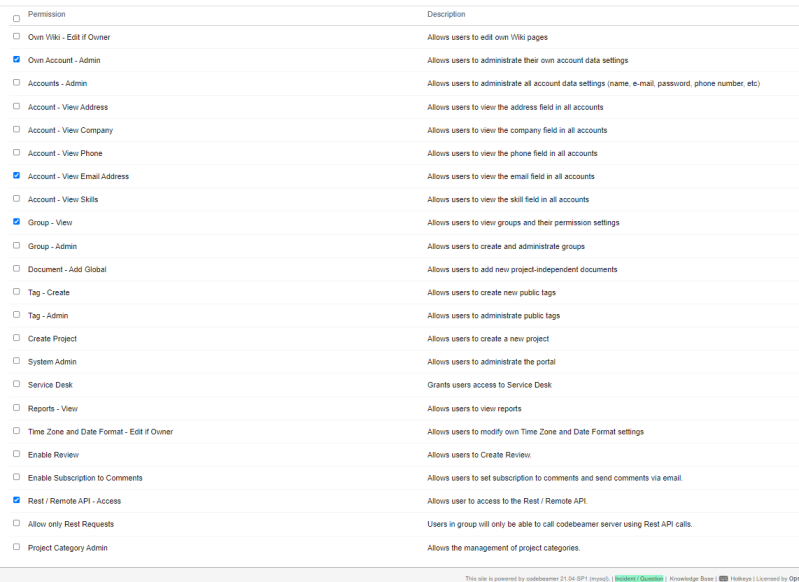 Permission Description
Own Wiki - Edit if Owner Allows users to edit own Wiki pages
Own Account - Admin Allows users to administrate their own account data settings
Accounts - Admin Allows users to administrate all account data settings (name, e-mail, password, phone number, etc)
Account - View Address Allows users to view the address field in all accounts
Account - View Company Allows users to view the company field in all accounts
Account - View Phone Allows users to view the phone field in all accounts
Account - View Email Address Allows users to view the email field in all accounts
Account - View Skills Allows users to view the skill field in all accounts
Group - View Allows users to view groups and their permission settings
Group - Admin Allows users to create and administrate groups
Document - Add Global Allows users to add new project-independent documents
Tag - Create Allows users to create new public tags
Tag - Admin Allows users to administrate public tags
Create Project Allows users to create a new project
System Admin Allows users to administrate the portal
Service Desk Grants users access to Service Desk
Reports - View Allows users to view reports
Time Zone and Date Format - Edit if Owner Allows users to modify own Time Zone and Date Format settings
Enable Review Allows users to Create Review.
Enable Subscription to Comments Allows users to set subscription to comments and send comments via email.
Rest / Remote API - Access Allows user to access to the Rest / Remote API.
Allow only Rest Requests Users in group will only be able to call codebeamer server using Rest API calls.
Project Category Admin Allows the management of project categories.
This site is powered by codebeamer 21.04-SP1 (mysql). | Incident / Question | Knowledge Base | Hotkeys | Licensed by Ops